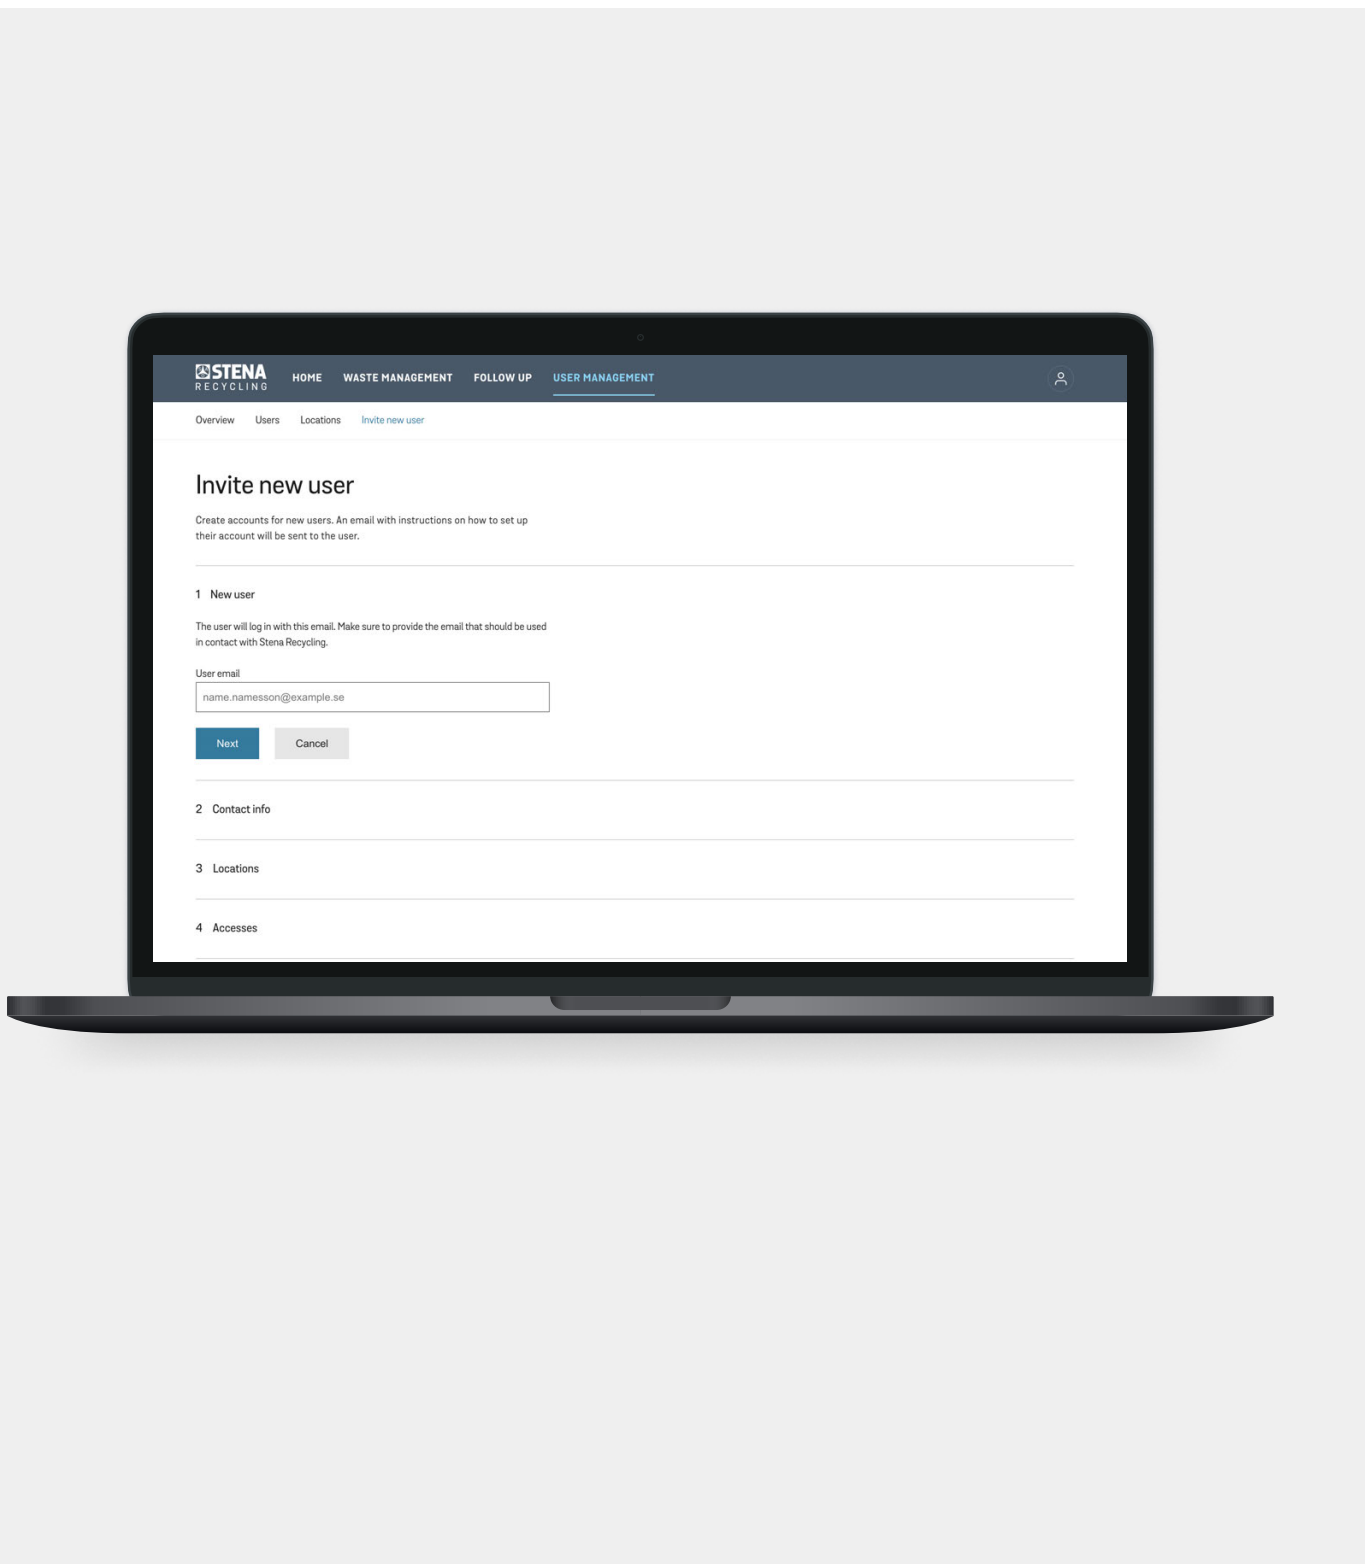 STENA
RECYCLING
HOME WASTE MANAGEMENT FOLLOW UP USER MANAGEMENT
Overview Users Locations Invite new user
Invite new user
Create accounts for new users. An email with instructions on how to set up
their account will be sent to the user.
1 New user
The user will log in with this email. Make sure to provide the email that should be used
in contact with Stena Recycling.
User email
name.namesson@example.se
Next Cancel
2 Contact info
3 Locations
4 Accesses